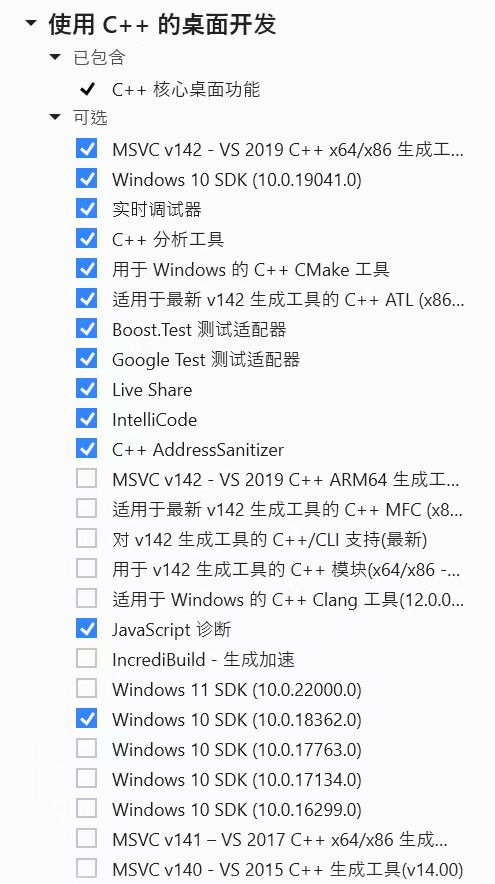 使用 C++ 的桌面开发
已包含
C++ 核心桌面功能
可选
MSVC v142 - VS 2019 C++ x64/x86 生成工...
Windows 10 SDK (10.0.19041.0)
实时调试器
C++ 分析工具
用于 Windows 的 C++ CMake 工具
适用于最新 v142 生成工具的 C++ ATL (x86...
Boost.Test 测试适配器
Google Test 测试适配器
Live Share
IntelliCode
C++ AddressSanitizer
MSVC v142 - VS 2019 C++ ARM64 生成工...
适用于最新 v142 生成工具的 C++ MFC (x8...
对 v142 生成工具的 C++/CLI 支持(最新)
用于 v142 生成工具的 C++ 模块(x64/x86 -...
适用于 Windows 的 C++ Clang 工具(12.0.0...
JavaScript 诊断
IncrediBuild - 生成加速
Windows 11 SDK (10.0.22000.0)
Windows 10 SDK (10.0.18362.0)
Windows 10 SDK (10.0.17763.0)
Windows 10 SDK (10.0.17134.0)
Windows 10 SDK (10.0.16299.0)
MSVC v141 – VS 2017 C++ x64/x86 生成...
MSVC v140 - VS 2015 C++ 生成工具(v14.00)